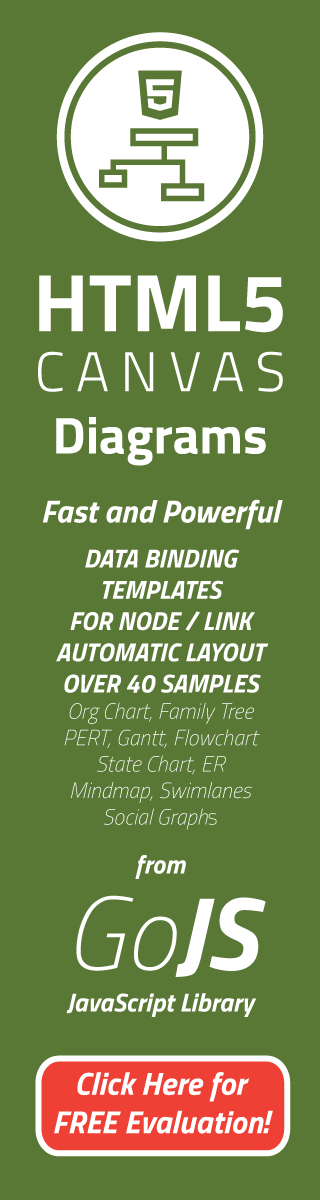 5
HTML5
CANVAS
Diagrams
Fast and Powerful
DATA BINDING
TEMPLATES
FOR NODE / LINK
AUTOMATIC LAYOUT
OVER 40 SAMPLES
Org Chart, Family Tree
PERT, Gantt, Flowchart
State Chart, ER
Mindmap, Swimlanes
Social Graphs
from
GoJS
JavaScript Library
Click Here for
FREE Evaluation!